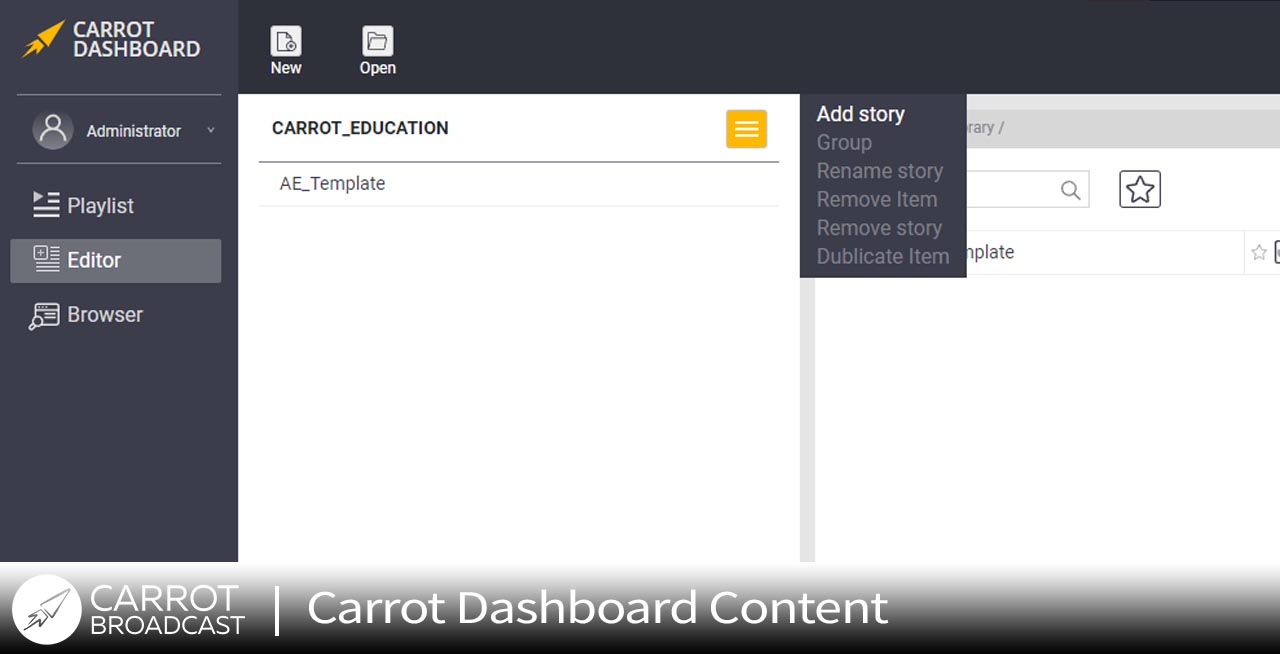 CARROT
DASHBOARD
New
Open
Administrator
Playlist
Editor
Browser
CARROT_EDUCATION
AE_Template
Add story
Group
Rename story
Remove Item
Remove story
Dublicate Item
rary /
mplate
CARROT
BROADCAST
Carrot Dashboard Content